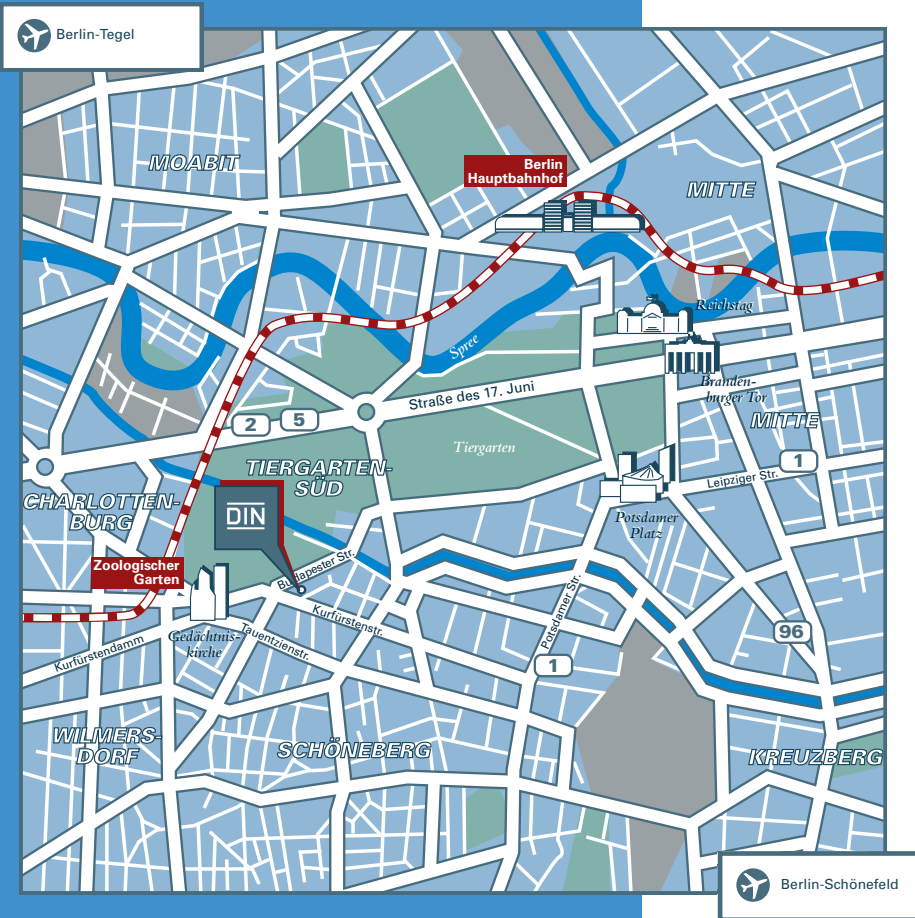 Berlin-Tegel
MOABIT
Berlin
Hauptbahnhof
MITTE
Reichstag
Spree
Branden-
burger Tor
Straße des 17. Juni
2
5
MITTE
Tiergarten
1
TIERGARTEN-
SÜD
Leipziger Str.
CHARLOTTEN-
BURG
DIN
Potsdamer
Platz
Zoologischer
Garten
Budapester Str.
Kurfürstenstr.
Potsdamer Str.
Gedächtnis-
kirche
Tauentzienstr.
Kurfürstendamm
96
1
WILMERS-
DORF
SCHÖNEBERG
KREUZBERG
Berlin-Schönefeld